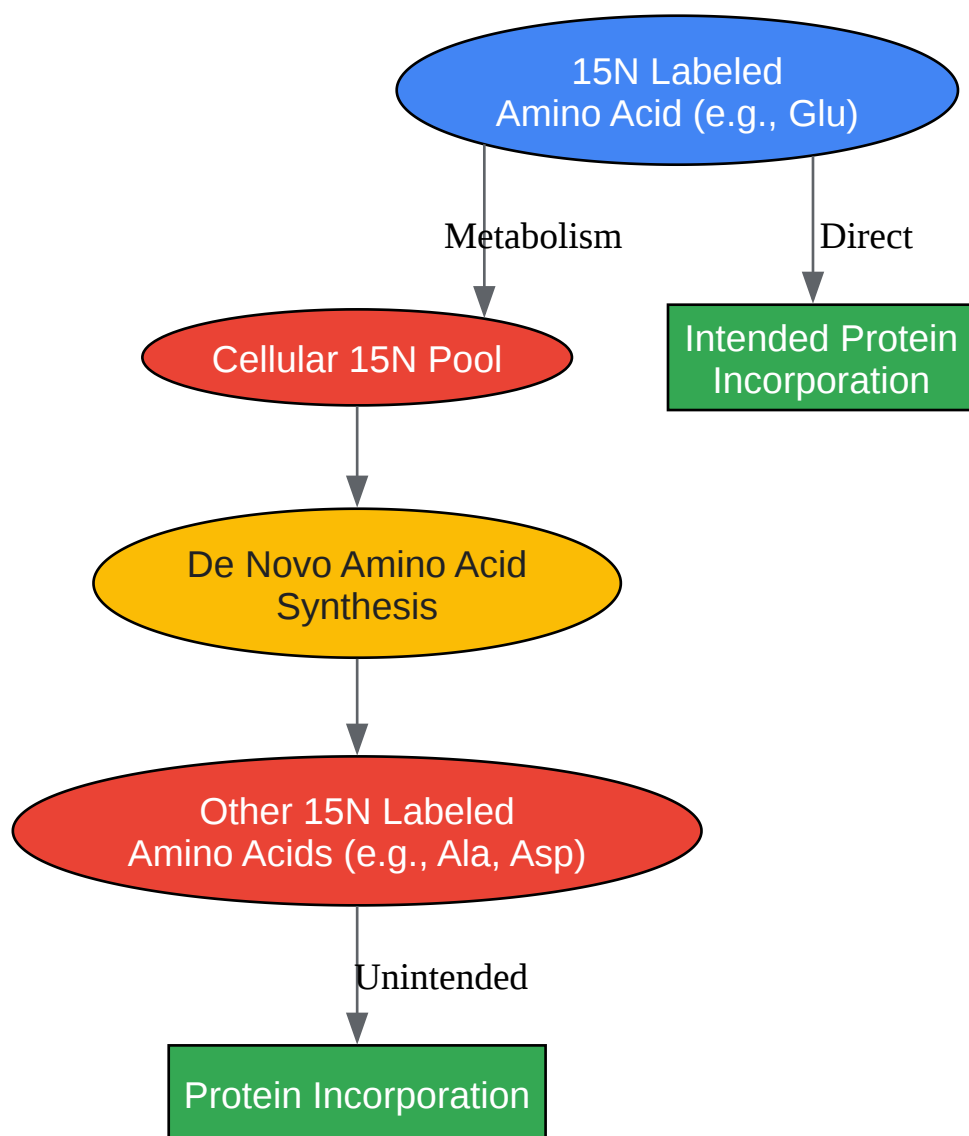 15N Labeled
Amino Acid (e.g., Glu)
Metabolism
Direct
Cellular 15N Pool
Intended Protein
Incorporation
De Novo Amino Acid
Synthesis
Other 15N Labeled
Amino Acids (e.g., Ala, Asp)
Unintended
Protein Incorporation